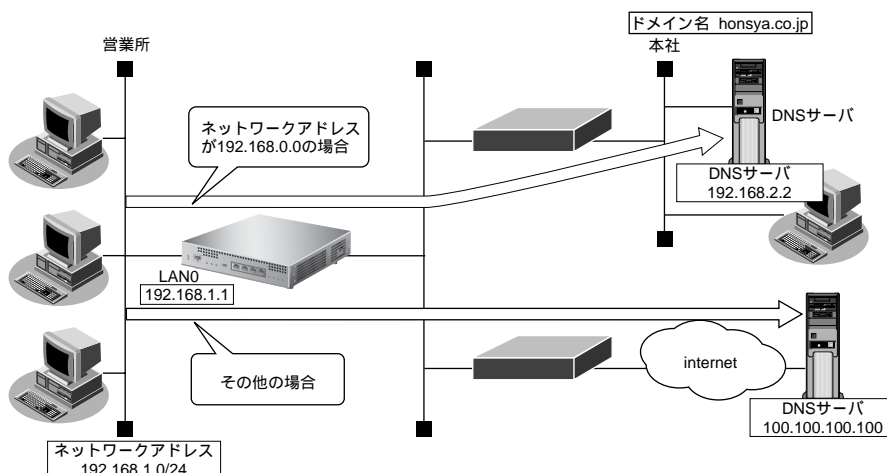 ドメイン名 honsya.co.jp
営業所
本社
ネットワークアドレス
が192.168.0.0の場合
DNSサーバ
DNSサーバ
192.168.2.2
LAN0
192.168.1.1
その他の場合
internet
DNSサーバ
100.100.100.100
ネットワークアドレス
192.168.1.0/24